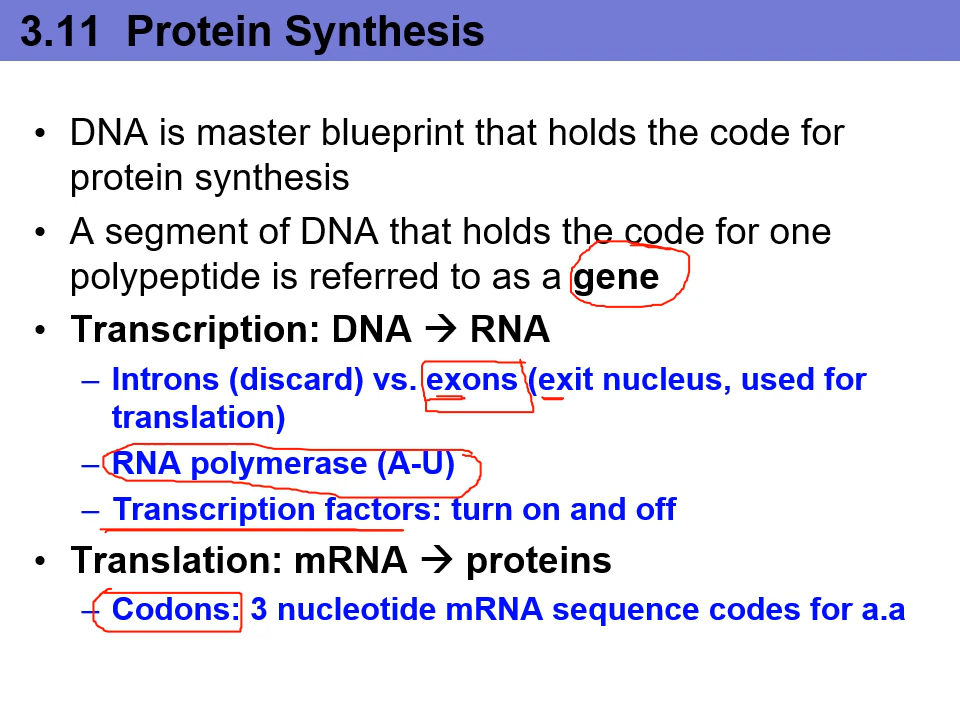 3.11 Protein Synthesis
• DNA is master blueprint that holds the code for
protein synthesis
• A segment of DNA that holds the code for one
polypeptide is referred to as a gene
• Transcription: DNA → RNA
– Introns (discard) vs. exons (exit nucleus, used for
translation)
– RNA polymerase (A-U)
– Transcription factors: turn on and off
• Translation: mRNA → proteins
– Codons: 3 nucleotide mRNA sequence codes for a.a